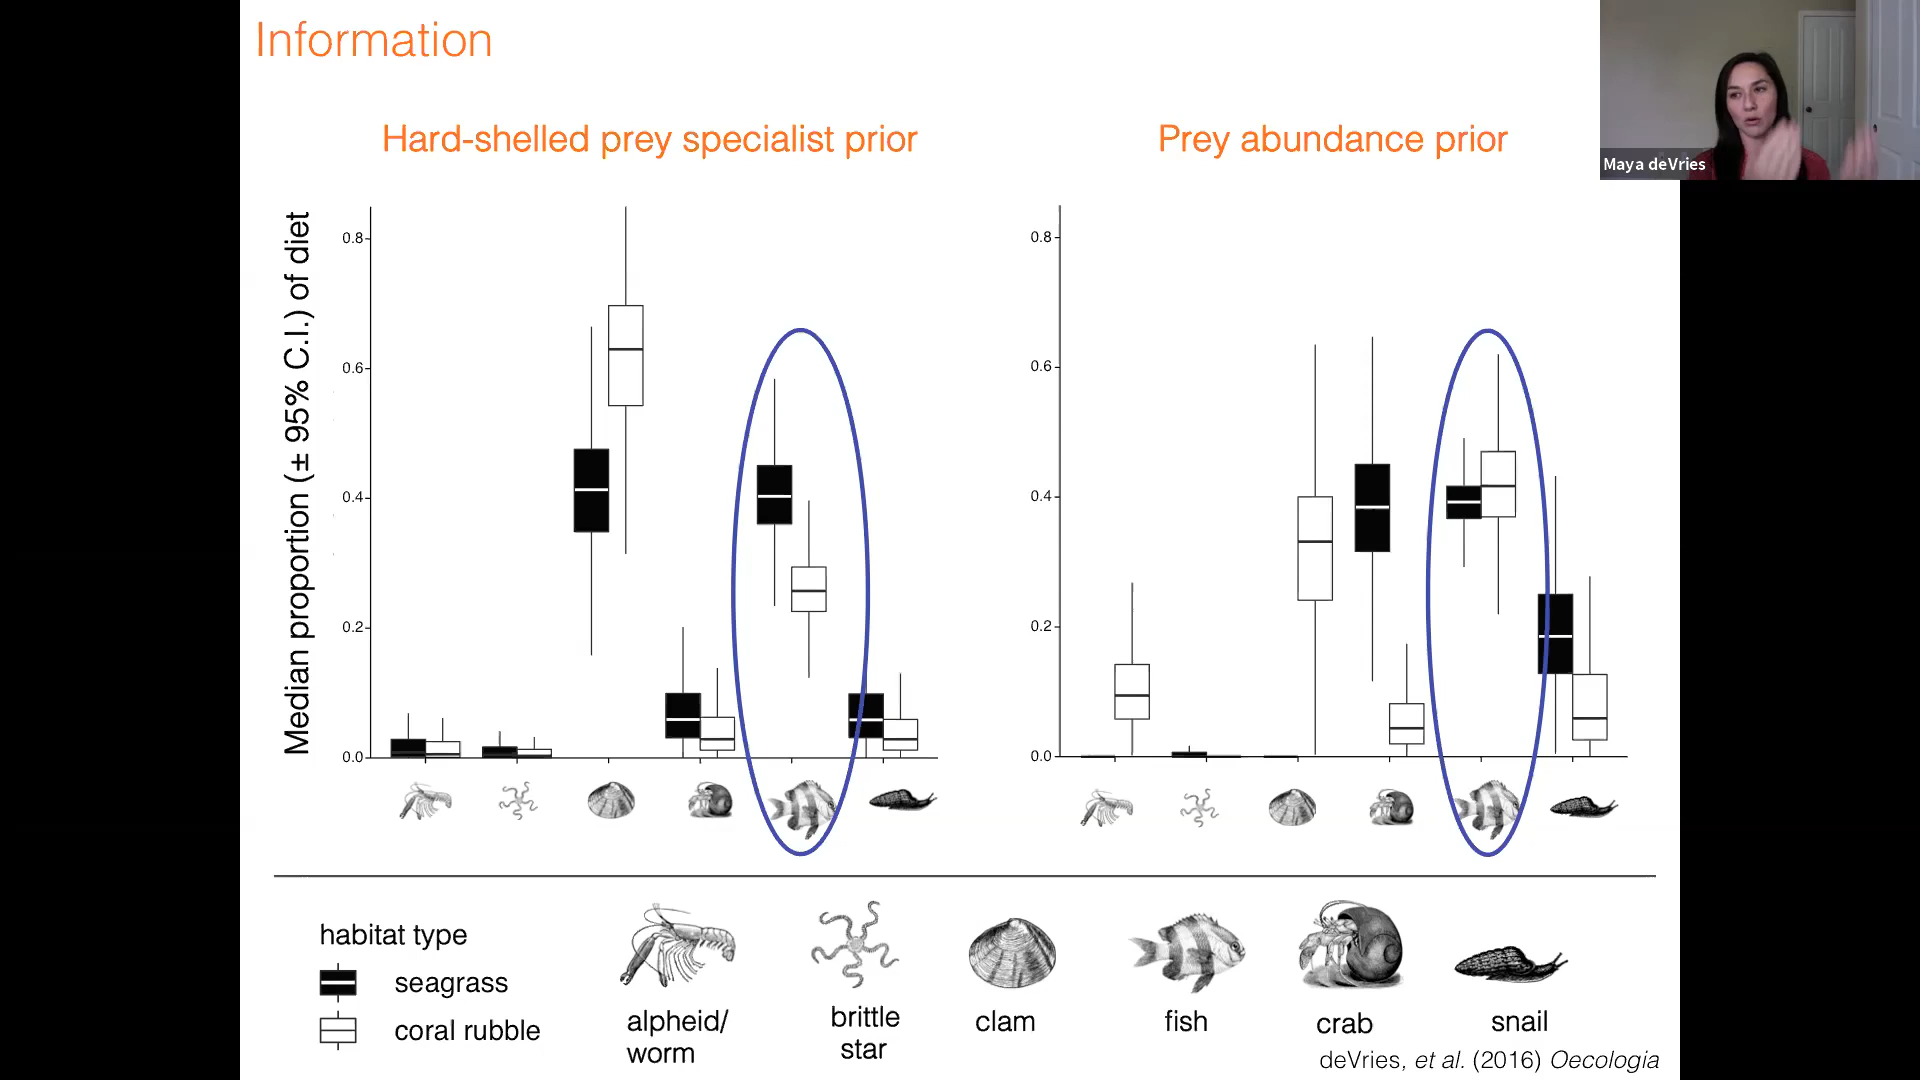 Information
Hard-shelled prey specialist prior
Prey abundance prior
Maya deVries
Median proportion (± 95% C.I.) of diet
0.8
0.6
0.4
0.2
0.0
0.8
0.6
0.4
0.2
0.0
habitat type
seagrass
coral rubble
alpheid/
worm
brittle
star
clam
fish
crab
snail
deVries, et al. (2016) Oecologia